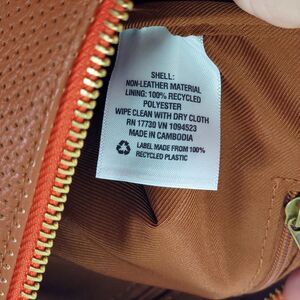 SHELL:
NON-LEATHER MATERIAL
LINING: 100% RECYCLED
POLYESTER
WIPE CLEAN WITH DRY CLOTH
RN 17730 VN 1094523
MADE IN CAMBODIA
LABEL MADE FROM 100%
RECYCLED PLASTIC